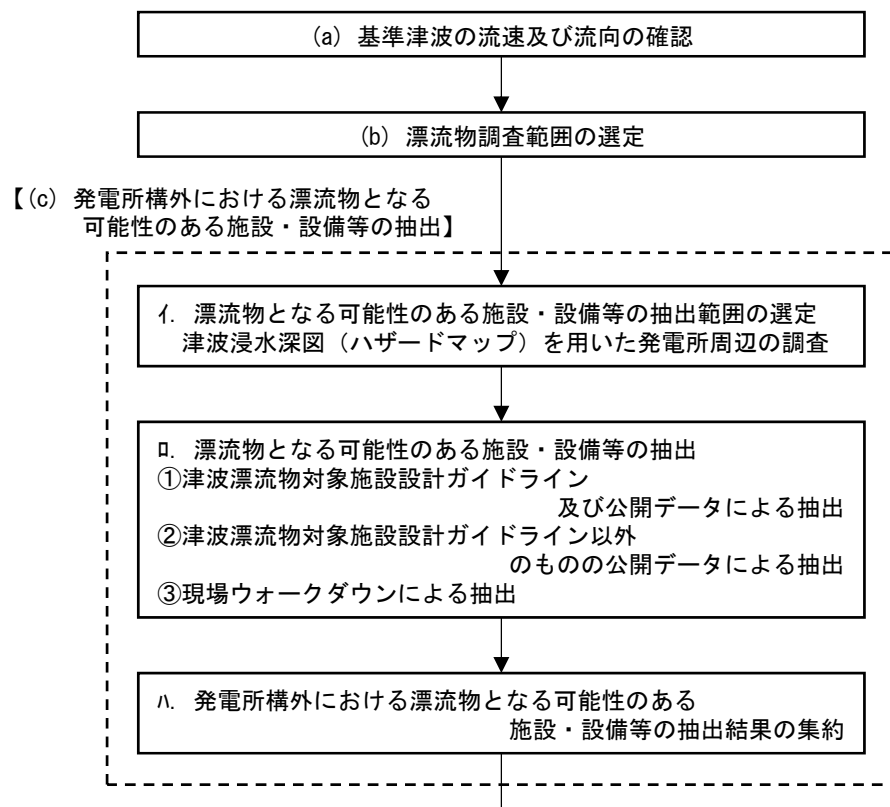 (a) 基準津波の流速及び流向の確認
(b) 漂流物調査範囲の選定
【(c) 発電所構外における漂流物となる
可能性のある施設・設備等の抽出】
ｲ. 漂流物となる可能性のある施設・設備等の抽出範囲の選定
津波浸水深図（ハザードマップ）を用いた発電所周辺の調査
ﾛ. 漂流物となる可能性のある施設・設備等の抽出
①津波漂流物対象施設設計ガイドライン
及び公開データによる抽出
②津波漂流物対象施設設計ガイドライン以外
のものの公開データによる抽出
③現場ウォークダウンによる抽出
ﾊ. 発電所構外における漂流物となる可能性のある
施設・設備等の抽出結果の集約